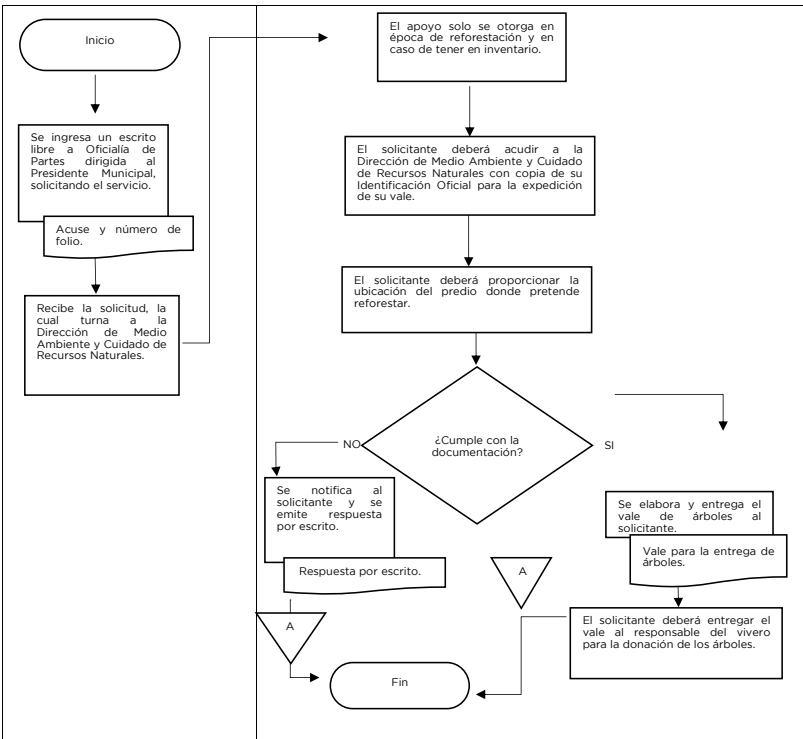 Inicio
Se ingresa un escrito
libre a Oficialía de
Partes dirigida al
Presidente Municipal,
solicitando el servicio.
Acuse y número de
folio.
Recibe la solicitud, la
cual turna a la
Dirección de Medio
Ambiente y Cuidado de
Recursos Naturales.
El apoyo solo se otorga en
época de reforestación y en
caso de tener en inventario.
El solicitante deberá acudir a la
Dirección de Medio Ambiente y Cuidado
de Recursos Naturales con copia de su
Identificación Oficial para la expedición
de su vale.
El solicitante deberá proporcionar la
ubicación del predio donde pretende
reforestar.
¿Cumple con la
documentación?
NO
SI
Se notifica al
solicitante y se
emite respuesta
por escrito.
Respuesta por escrito.
A
Se elabora y entrega el
vale de árboles al
solicitante.
Vale para la entrega de
árboles.
El solicitante deberá entregar el
vale al responsable del vivero
para la donación de los árboles.
A
Fin